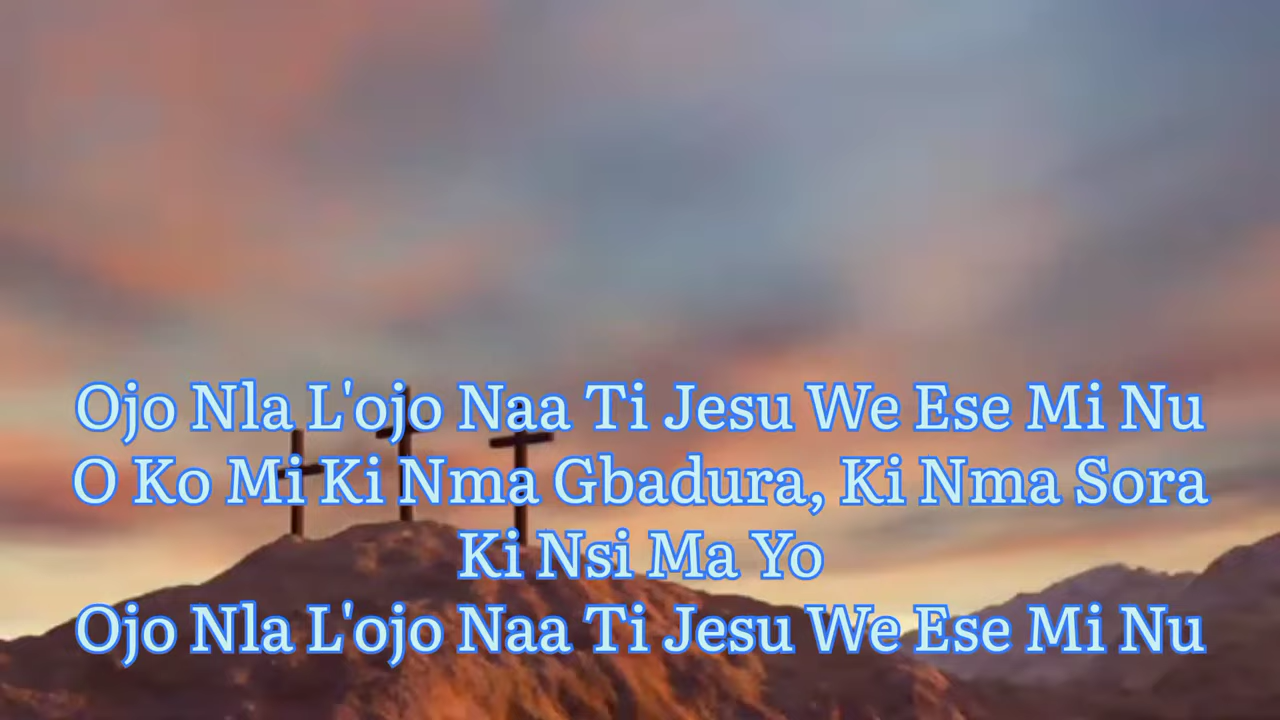 Ojo Nla L'ojo Naa Ti Jesu We Ese Mi Nu
O Ko Mi Ki Nma Gbadura, Ki Nma Sora
Ki Nsi Ma Yo
Ojo Nla L'ojo Naa Ti Jesu We Ese Mi Nu